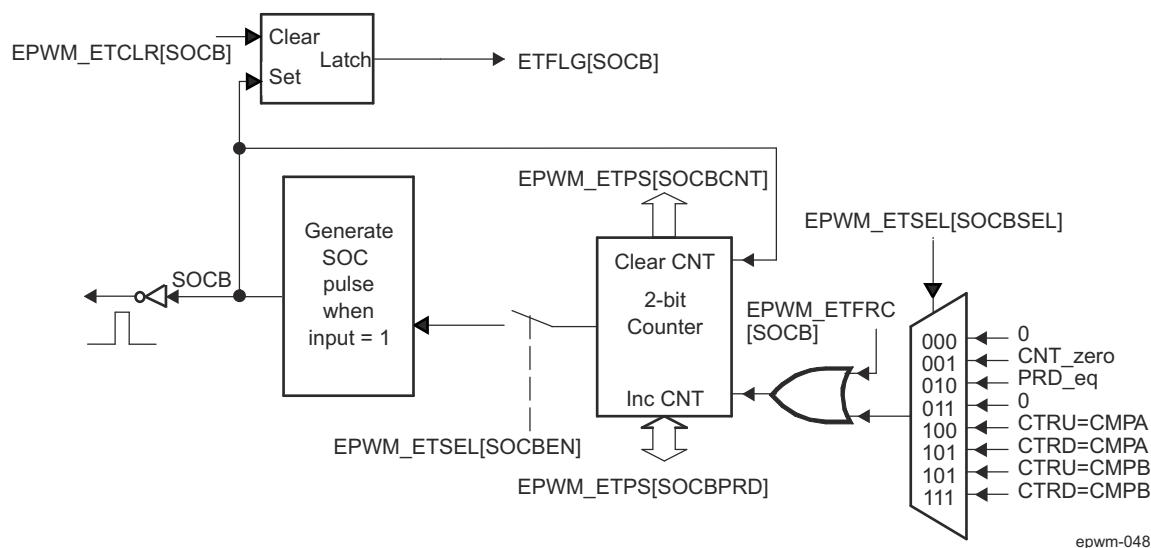 EPWM_ETCLR[SOCB]
Clear
Latch
Set
ETFLG[SOCB]
EPWM_ETPS[SOCBCNT]
EPWM_ETSEL[SOCBSEL]
Generate
SOC
pulse
when
input = 1
SOCB
Clear CNT
2-bit
Counter
Inc CNT
EPWM_ETFRC
[SOCB]
EPWM_ETSEL[SOCBEN]
EPWM_ETPS[SOCBPRD]
000 0
001 CNT_zero
010 PRD_eq
011 0
100 CTRU=CMPA
101 CTRD=CMPA
101 CTRU=CMPB
111 CTRD=CMPB
epwm-048